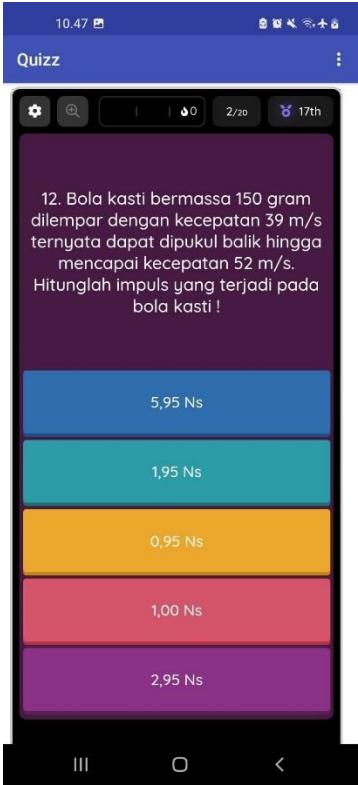 10.47
Quizz
0
2/20
17th
12. Bola kasti bermassa 150 gram
dilempar dengan kecepatan 39 m/s
ternyata dapat dipukul balik hingga
mencapai kecepatan 52 m/s.
Hitunglah impuls yang terjadi pada
bola kasti !
5,95 Ns
1,95 Ns
0,95 Ns
1,00 Ns
2,95 Ns